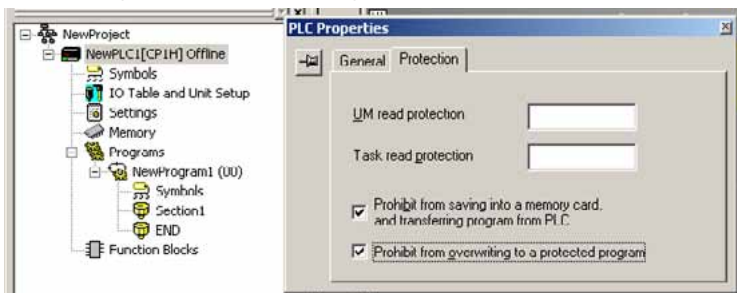 NewProject
NewPLC1[CP1H] Offline
Symbols
IO Table and Unit Setup
Settings
Memory
Programs
NewProgram1 (00)
Symbols
Section1
END
Function Blocks
PLC Properties
General Protection
UM read protection
Task read protection
Prohibit from saving into a memory card.
and transferring program from PLC
Prohibit from overwriting to a protected program